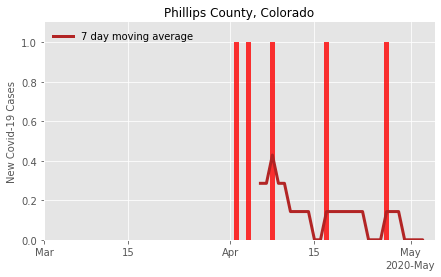 Phillips County, Colorado
7 day moving average
New Covid-19 Cases
1.0
0.8
0.6
0.4
0.2
0.0
Mar 15 Apr 15 May
2020-May